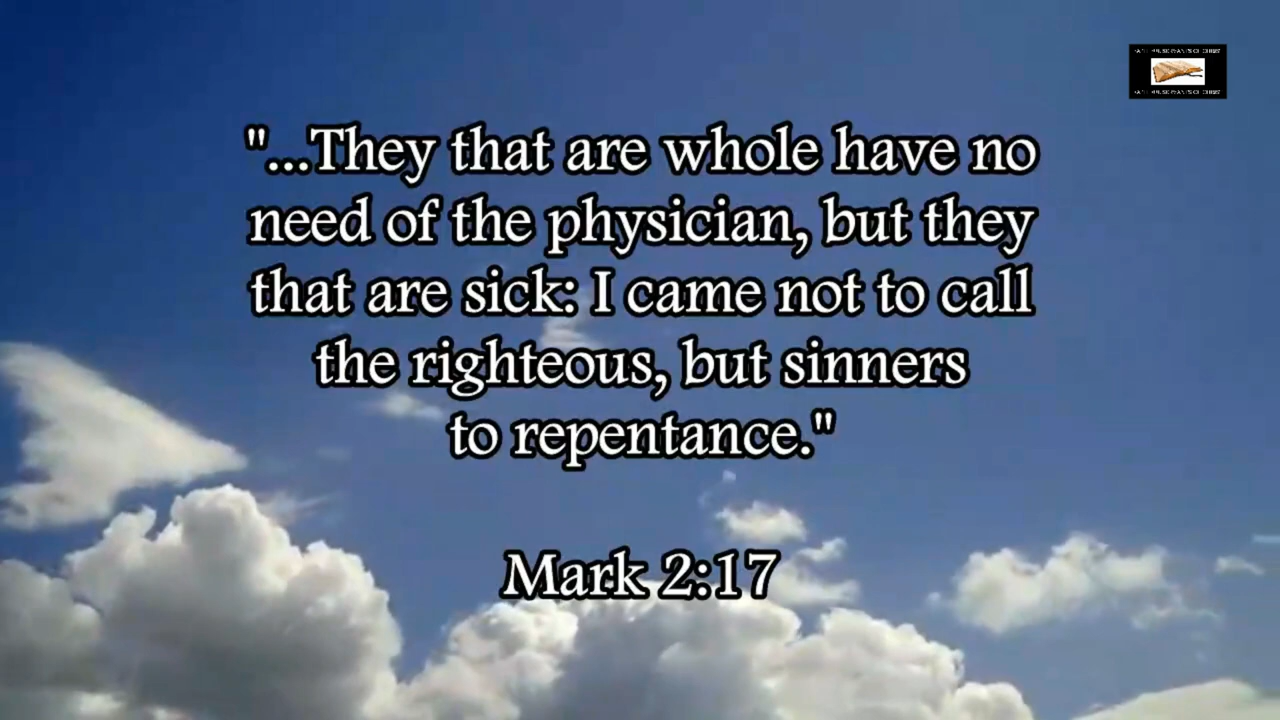 "...They that are whole have no
need of the physician, but they
that are sick: I came not to call
the righteous, but sinners
to repentance."
Mark 2:17